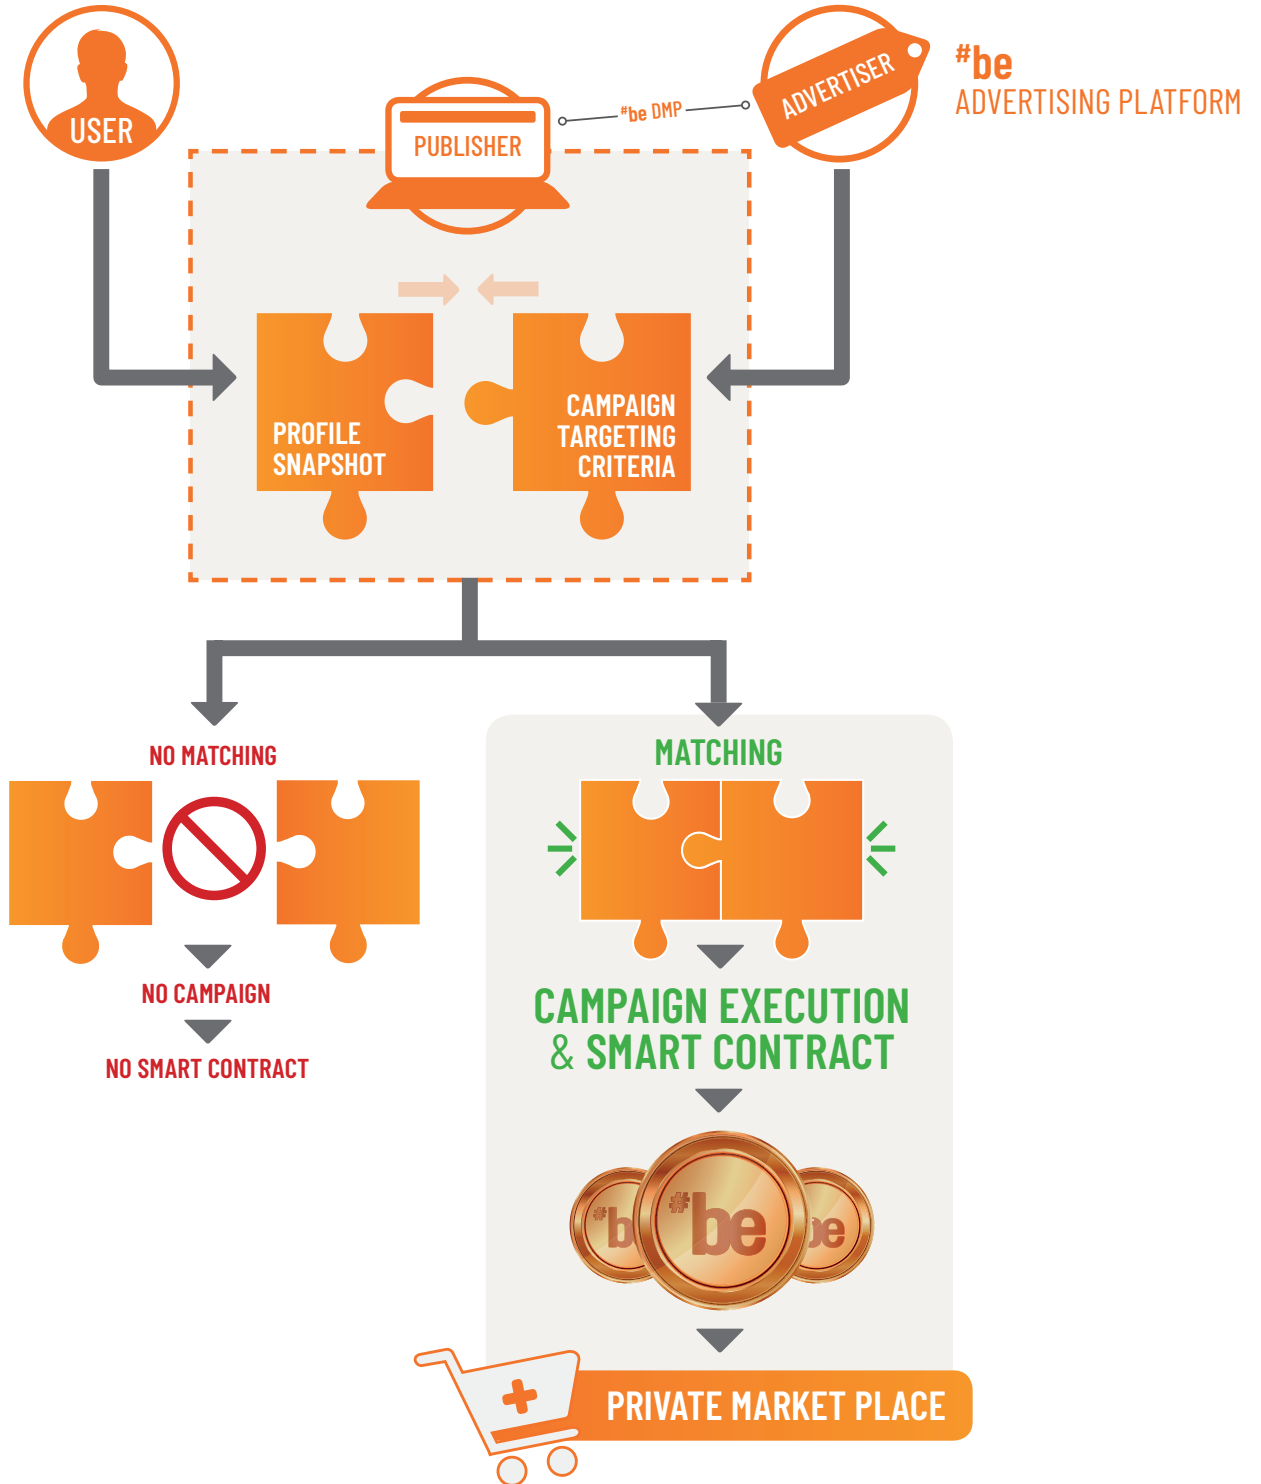 USER
PUBLISHER
#be DMP
ADVERTISER
#be
ADVERTISING PLATFORM
PROFILE
SNAPSHOT
CAMPAIGN
TARGETING
CRITERIA
NO MATCHING
NO CAMPAIGN
NO SMART CONTRACT
MATCHING
CAMPAIGN EXECUTION
& SMART CONTRACT
#b
#be
be
PRIVATE MARKET PLACE